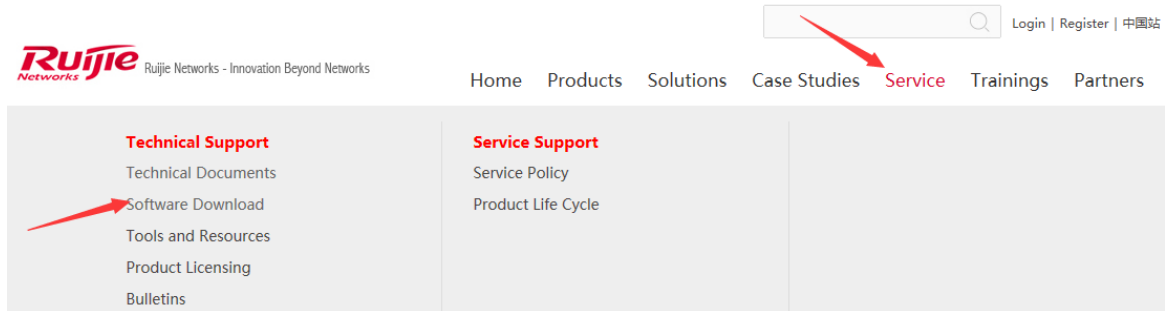 Login | Register | 中国站
Ruijie Networks
Ruijie Networks - Innovation Beyond Networks
Home Products Solutions Case Studies Service Trainings Partners
Technical Support
Technical Documents
Software Download
Tools and Resources
Product Licensing
Bulletins
Service Support
Service Policy
Product Life Cycle